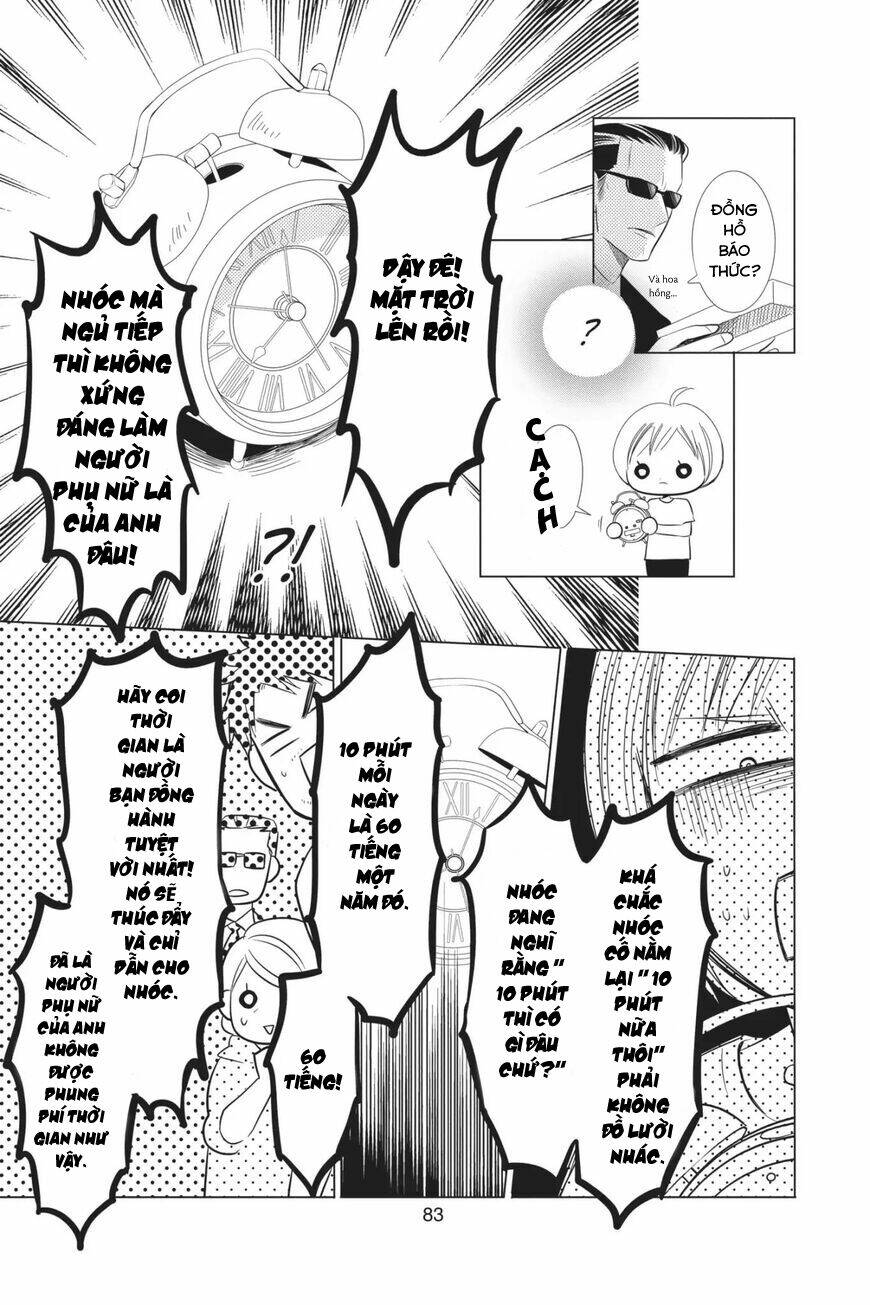 ĐỒNG
HỒ
BÁO
THỨC?
Và hoa
hồng...
?
CẠCH
DẬY ĐÊ!
MẶT TRỜI
LÊN RỒI!
NHÓC MÀ
NGỦ TIẾP
THÌ KHÔNG
XỨNG
ĐÁNG LÀM
NGƯỜI
PHỤ NỮ LÀ
CỦA ANH
ĐÂU!
?!
KHÁ
CHẮC
NHÓC
CỐ NẰM
LẠI " 10
PHÚT
NỮA
THÔI"
PHẢI
KHÔNG
ĐỒ LƯỜI
NHÁC.
NHÓC
ĐANG
NGHĨ
RẰNG "
10 PHÚT
THÌ CÓ
GÌ ĐÂU
CHỨ?"
10 PHÚT
MỖI
NGÀY
LÀ 60
TIẾNG
MỘT
NĂM ĐÓ.
60
TIẾNG!
HÃY COI
THỜI
GIAN LÀ
NGƯỜI
BẠN ĐỒNG
HÀNH
TUYỆT
VỜI NHẤT!
NÓ SẼ
THÚC ĐẨY
VÀ CHỈ
DẪN CHO
NHÓC.
ĐÃ LÀ
NGƯỜI
PHỤ NỮ
CỦA ANH
KHÔNG
ĐƯỢC
PHUNG
PHÍ THỜI
GIAN NHƯ
VẬY.
83